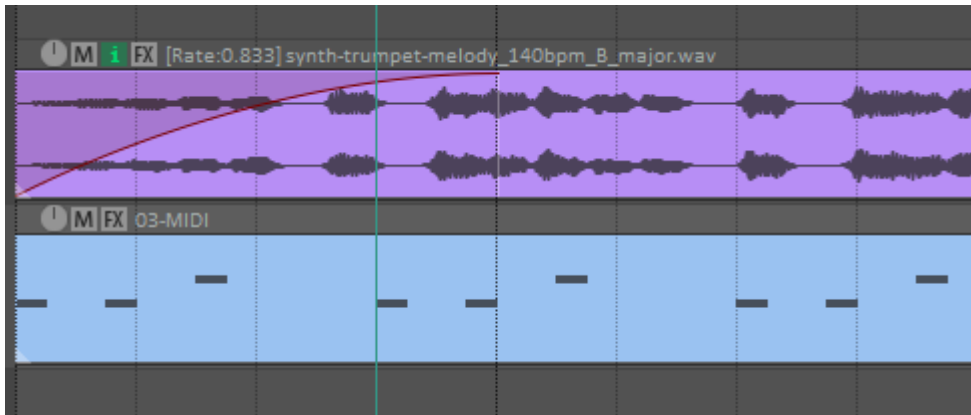 M i FX [Rate:0.833] synth-trumpet-melody_140bpm_B_major.wav
M FX 03-MIDI